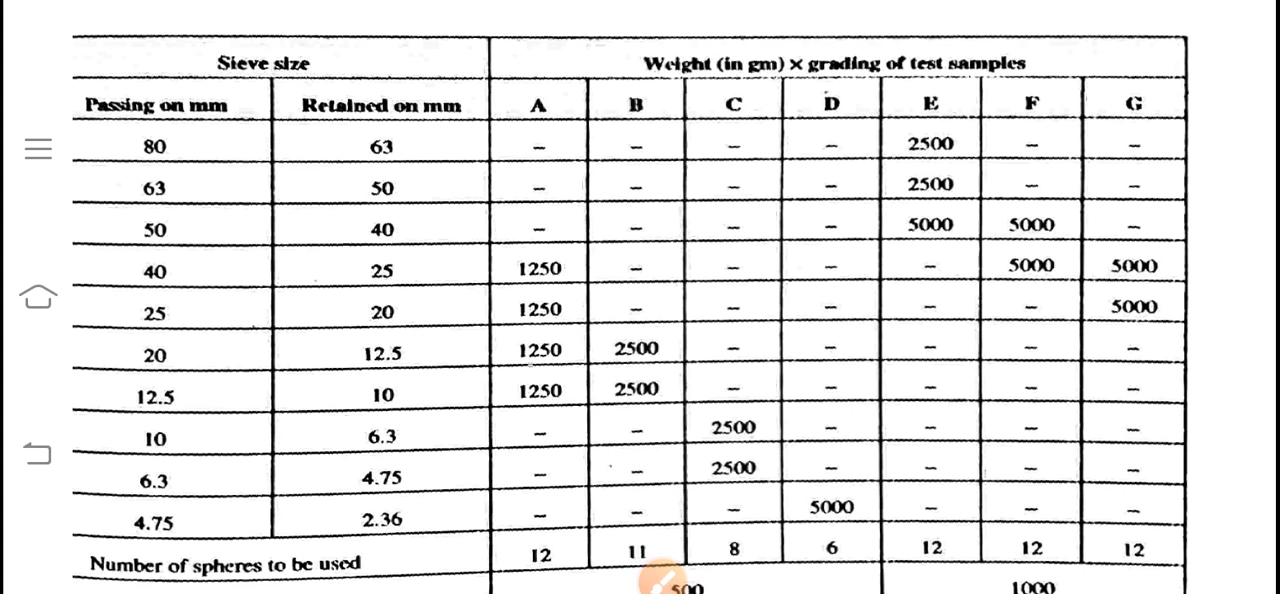 Sieve size Weight (in gm) × grading of test samples
Passing on mm Retained on mm A B C D E F G
80 63 – – – – 2500 – –
63 50 – – – – 2500 – –
50 40 – – – – 5000 5000 –
40 25 1250 – – – – 5000 5000
25 20 1250 – – – – – 5000
20 12.5 1250 2500 – – – – –
12.5 10 1250 2500 – – – – –
10 6.3 – – 2500 – – – –
6.3 4.75 – – 2500 – – – –
4.75 2.36 – – – 5000 – – –
Number of spheres to be used 12 11 8 6 12 12 12
500 1000